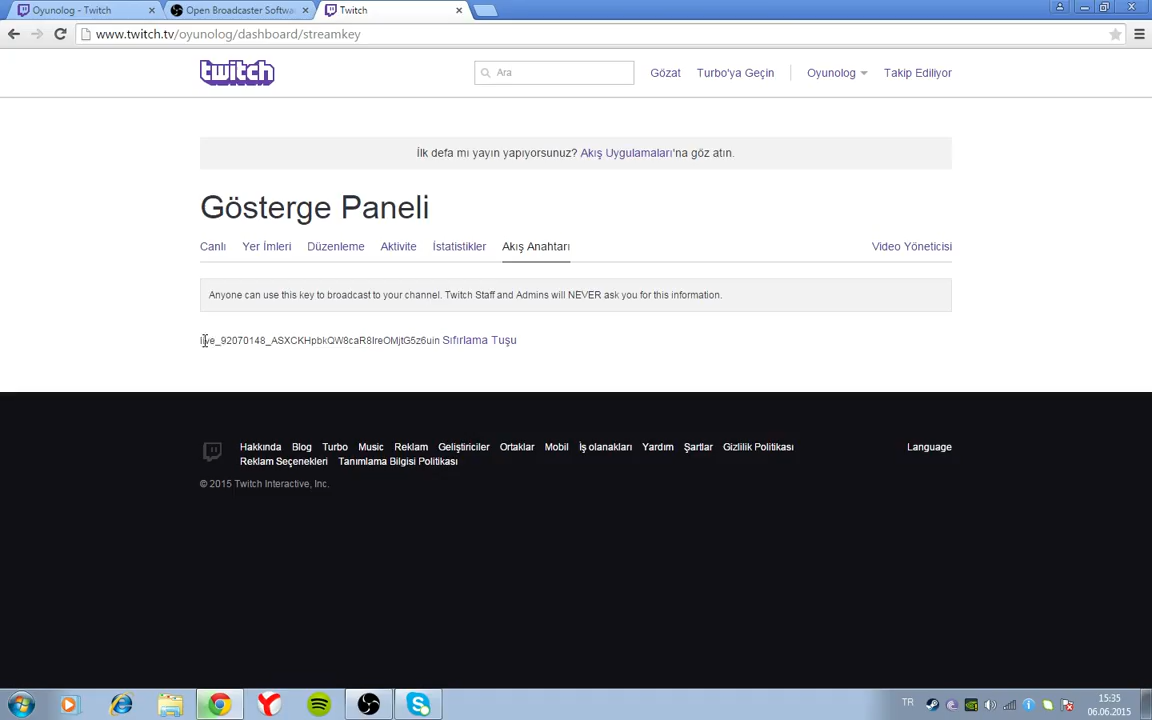 Oyunolog - Twitch
Open Broadcaster Softwa
Twitch
www.twitch.tv/oyunolog/dashboard/streamkey
twitch
Ara
Gözat
Turbo'ya Geçin
Oyunolog
Takip Ediliyor
İlk defa mı yayın yapıyorsunuz? Akış Uygulamaları'na göz atın.
Gösterge Paneli
Canlı Yer İmleri Düzenleme Aktivite İstatistikler Akış Anahtarı Video Yöneticisi
Anyone can use this key to broadcast to your channel. Twitch Staff and Admins will NEVER ask you for this information.
live_92070148_ASXCKHpbkQW8caR8IreOMjtG5z6uin Sıfırlama Tuşu
Hakkında Blog Turbo Music Reklam Geliştiriciler Ortaklar Mobil İş olanakları Yardım Şartlar Gizlilik Politikası Language
Reklam Seçenekleri Tanımlama Bilgisi Politikası
© 2015 Twitch Interactive, Inc.
TR
15:35
06.06.2015